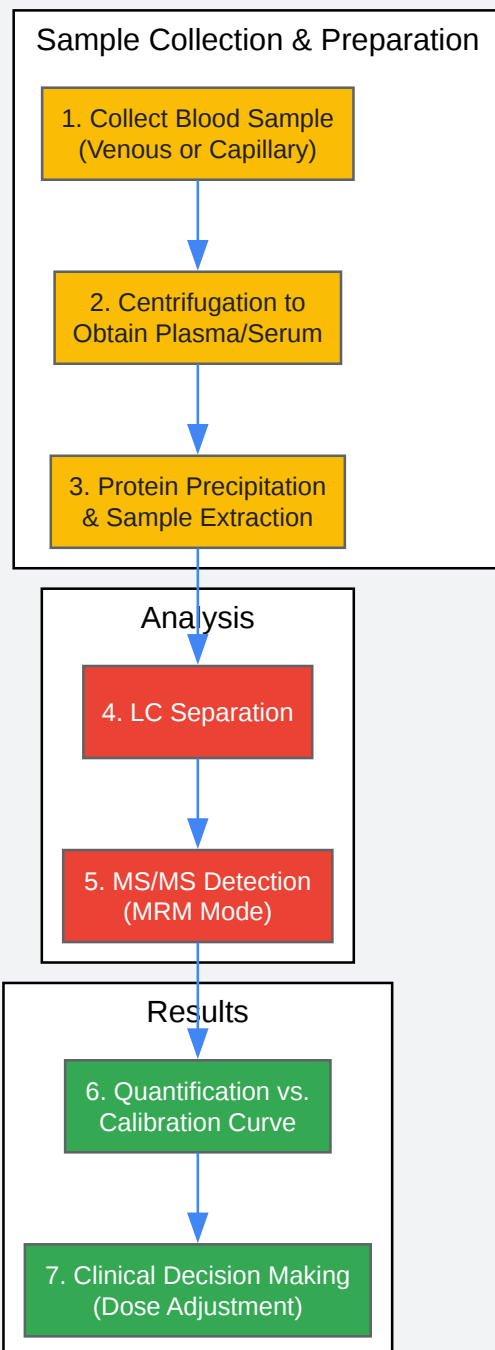 Sample Collection & Preparation
1. Collect Blood Sample
(Venous or Capillary)
2. Centrifugation to
Obtain Plasma/Serum
3. Protein Precipitation
& Sample Extraction
Analysis
4. LC Separation
5. MS/MS Detection
(MRM Mode)
Results
6. Quantification vs.
Calibration Curve
7. Clinical Decision Making
(Dose Adjustment)